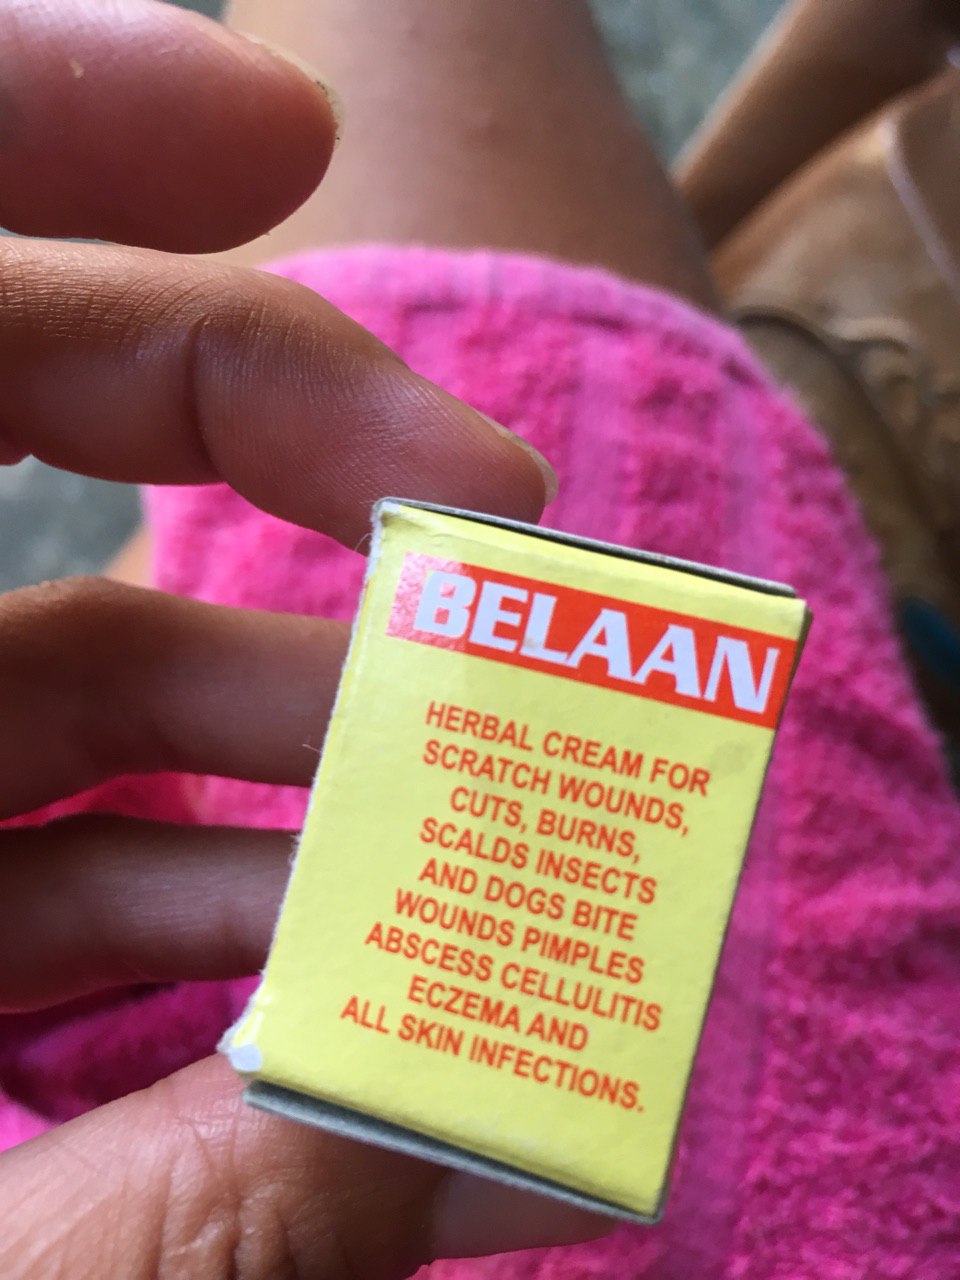 BELAAN
HERBAL CREAM FOR
SCRATCH WOUNDS,
CUTS, BURNS,
SCALDS INSECTS
AND DOGS BITE
WOUNDS PIMPLES
ABSCESS CELLULITIS
ECZEMA AND
ALL SKIN INFECTIONS.